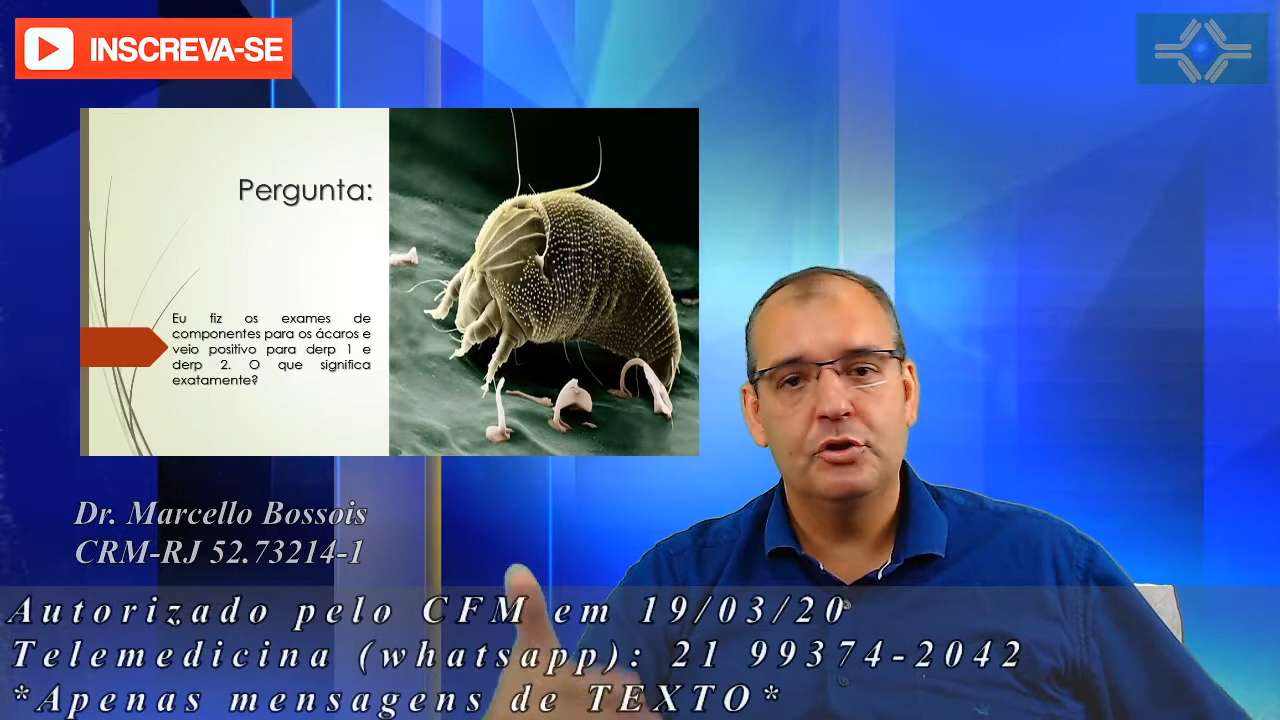 INSCREVA-SE
Pergunta:
Eu fiz os exames de
componentes para os ácaros e
veio positivo para derp 1 e
derp 2. O que significa
exatamente?
Dr. Marcello Bossois
CRM-RJ 52.73214-1
Autorizado pelo CFM em 19/03/20
Telemedicina (whatsapp): 21 99374-2042
*Apenas mensagens de TEXTO*